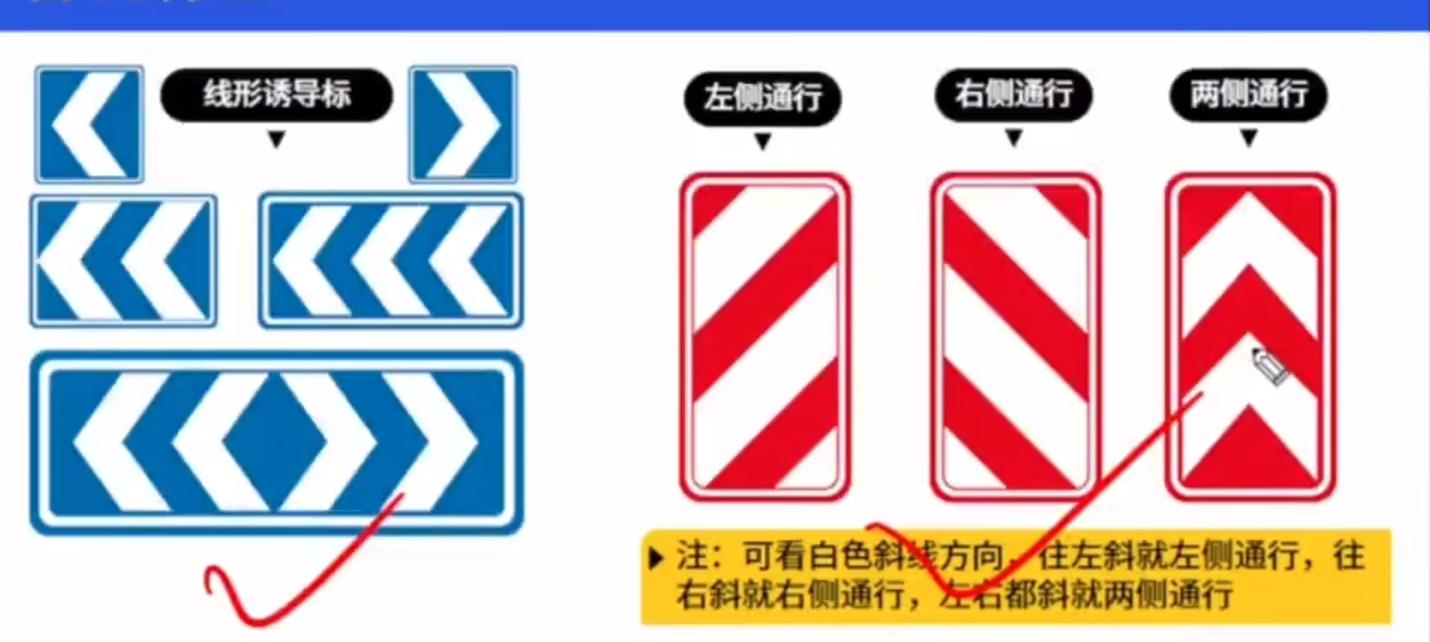 线形诱导标
左侧通行
右侧通行
两侧通行
注：可看白色斜线方向，往左斜就左侧通行，往
右斜就右侧通行，左右都斜就两侧通行